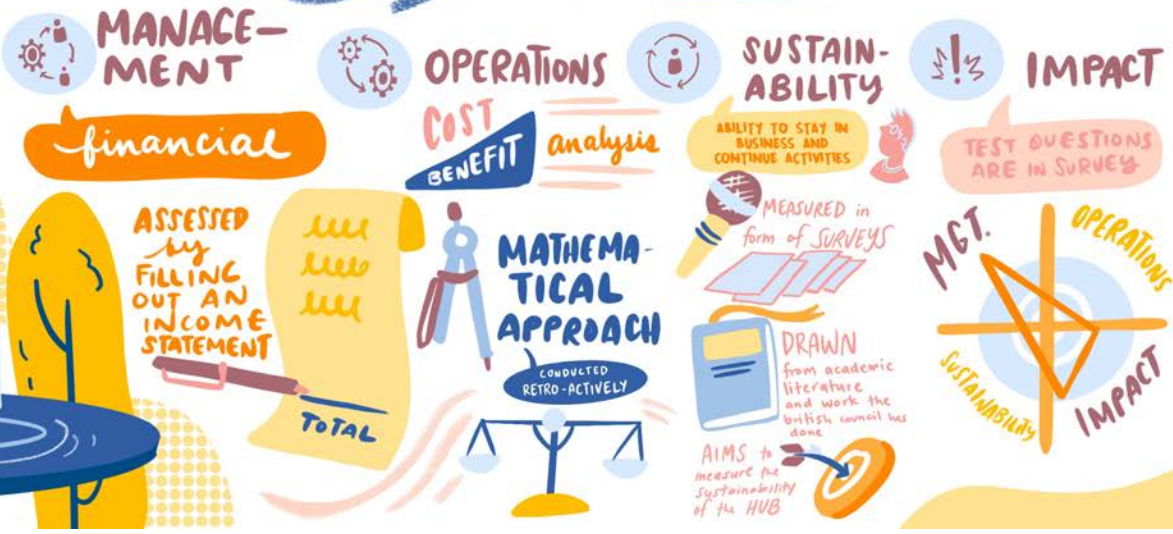 MANAGE-
MENT
financial
ASSESSED
by
FILLING
OUT AN
INCOME
STATEMENT
TOTAL
OPERATIONS
COST
BENEFIT
analysis
MATHEMA-
TICAL
APPROACH
CONDUCTED
RETRO-ACTIVELY
SUSTAIN-
ABILITY
ABILITY TO STAY IN
BUSINESS AND
CONTINUE ACTIVITIES
MEASURED in
form of SURVEYS
DRAWN
from academic
literature
and work the
british council has
done
AIMS to
measure the
sustainability
of the HUB
IMPACT
TEST QUESTIONS
ARE IN SURVEY
MGT.
OPERATIONS
SUSTAINABILITY
IMPACT